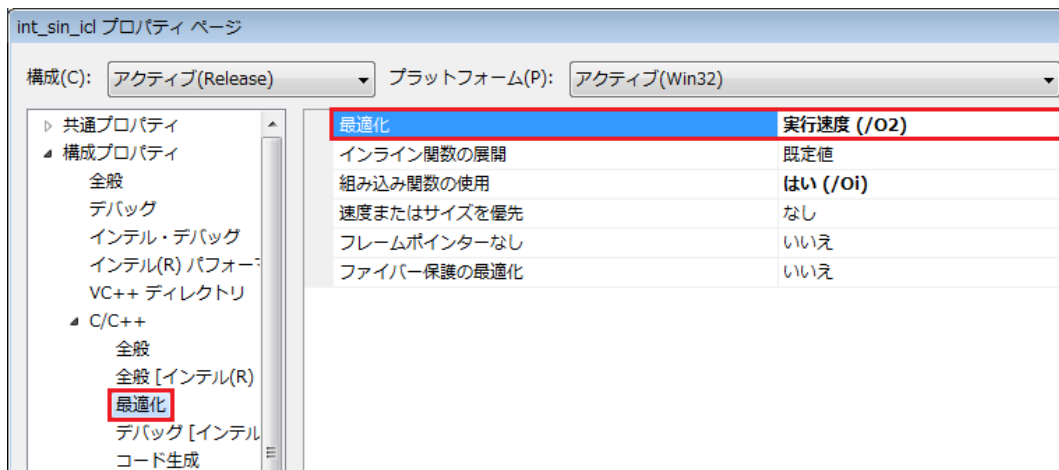 int_sin_icl プロパティ ページ
構成(C): アクティブ(Release) プラットフォーム(P): アクティブ(Win32)
共通プロパティ
構成プロパティ
全般
デバッグ
インテル・デバッグ
インテル(R) パフォー
VC++ ディレクトリ
C/C++
全般
全般 [インテル(R)
最適化
デバッグ [インテル
コード生成
最適化 実行速度 (/O2)
インライン関数の展開 既定値
組み込み関数の使用 はい (/Oi)
速度またはサイズを優先 なし
フレームポインターなし いいえ
ファイバー保護の最適化 いいえ